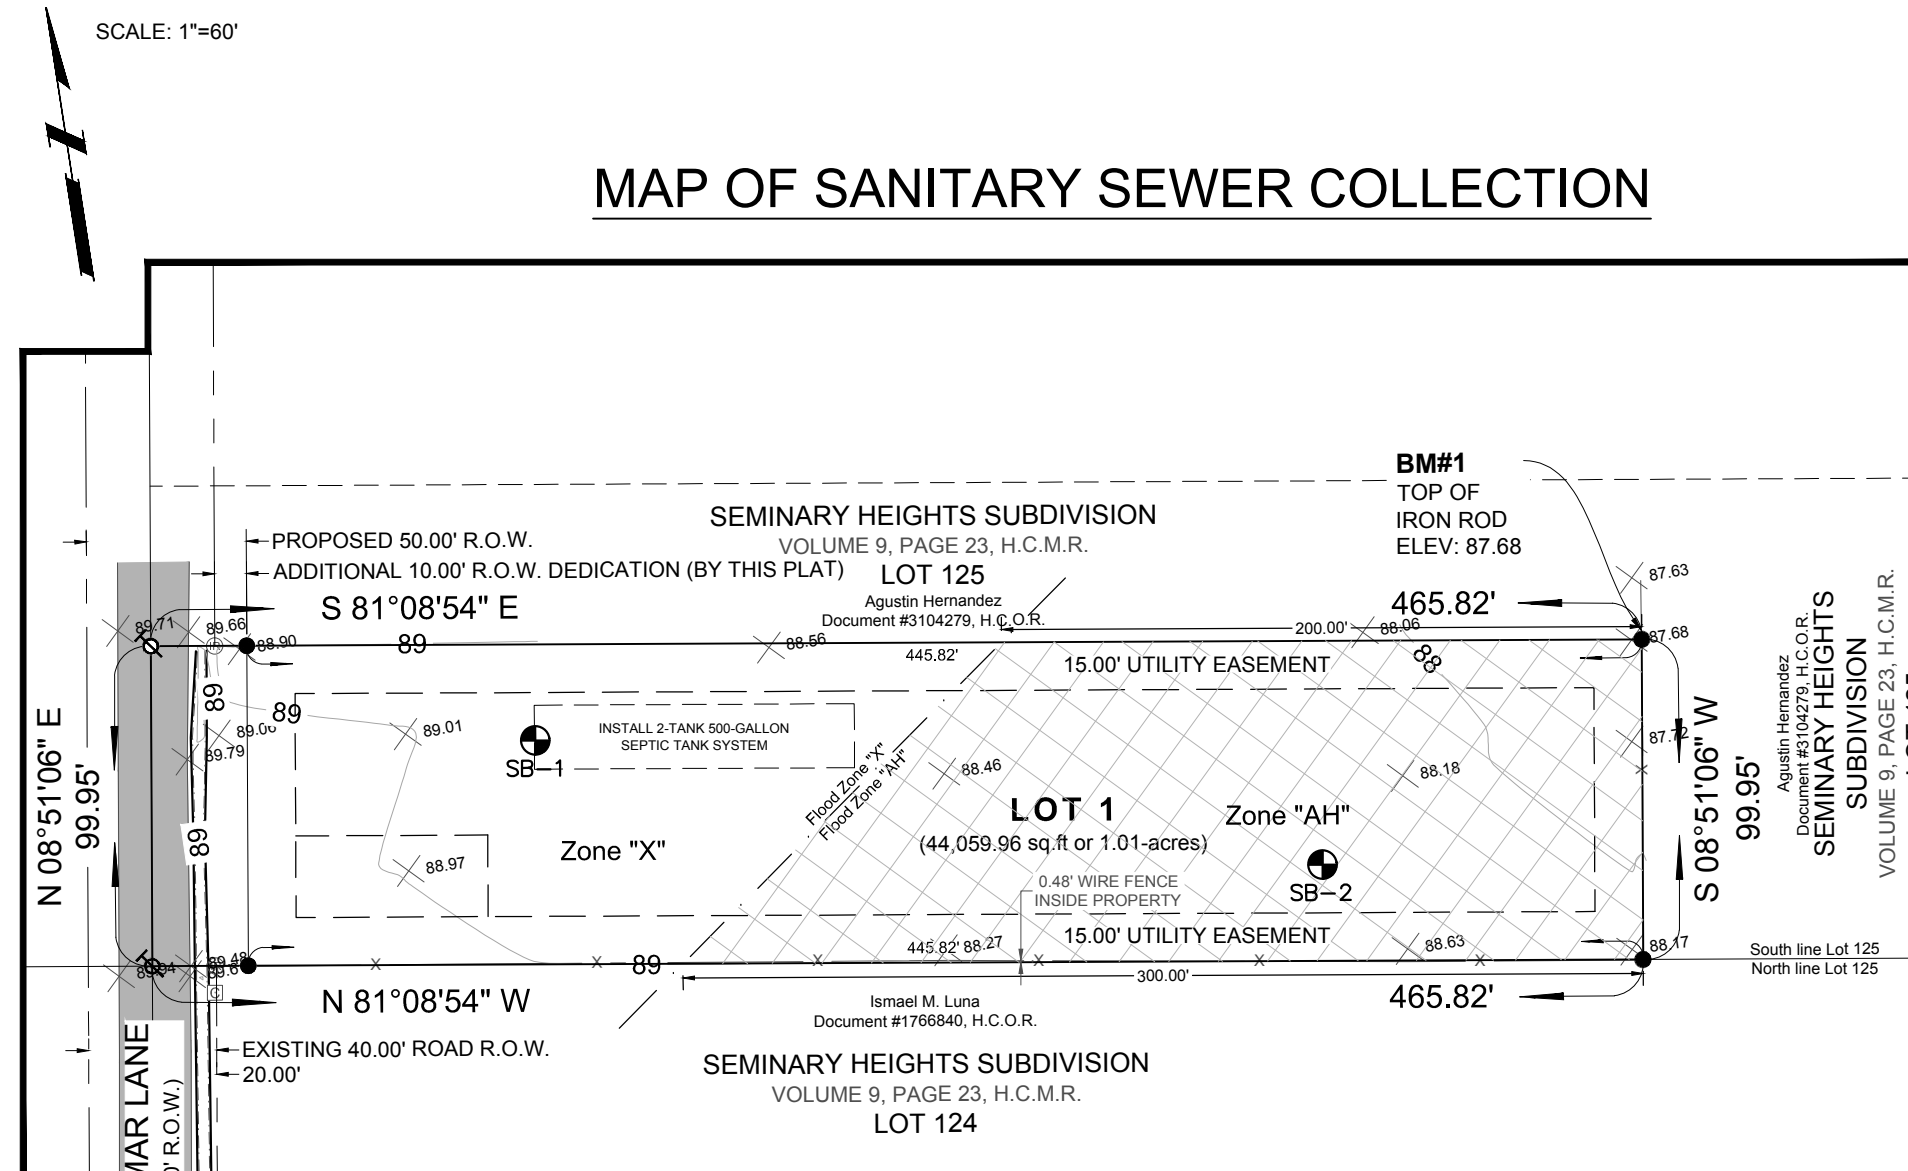 SCALE: 1"=60'
MAP OF SANITARY SEWER COLLECTION
BM#1
TOP OF
IRON ROD
ELEV: 87.68
SEMINARY HEIGHTS SUBDIVISION
VOLUME 9, PAGE 23, H.C.M.R.
LOT 125
Agustin Hernandez
Document #3104279, H.C.O.R.
PROPOSED 50.00' R.O.W.
ADDITIONAL 10.00' R.O.W. DEDICATION (BY THIS PLAT)
S 81°08'54" E
465.82'
87.63
89.71
89.66
88.90
89
88.56
445.82'
200.00'
88.06
87.68
15.00' UTILITY EASEMENT
88
89
89
89.06
89.79
89.01
INSTALL 2-TANK 500-GALLON
SEPTIC TANK SYSTEM
SB-1
Flood Zone "X"
Flood Zone "AH"
88.46
88.18
87.72
LOT 1
(44,059.96 sq.ft or 1.01-acres)
Zone "AH"
Zone "X"
N 08°51'06" E
99.95'
S 08°51'06" W
99.95'
89
88.97
0.48' WIRE FENCE
INSIDE PROPERTY
SB-2
15.00' UTILITY EASEMENT
445.82'
88.27
88.63
88.17
89
89.48
300.00'
N 81°08'54" W
465.82'
C
Agustin Hernandez
Document #3104279, H.C.O.R.
SEMINARY HEIGHTS
SUBDIVISION
VOLUME 9, PAGE 23, H.C.M.R.
South line Lot 125
North line Lot 125
Ismael M. Luna
Document #1766840, H.C.O.R.
EXISTING 40.00' ROAD R.O.W.
20.00'
SEMINARY HEIGHTS SUBDIVISION
VOLUME 9, PAGE 23, H.C.M.R.
LOT 124
LANE
R.O.W.)